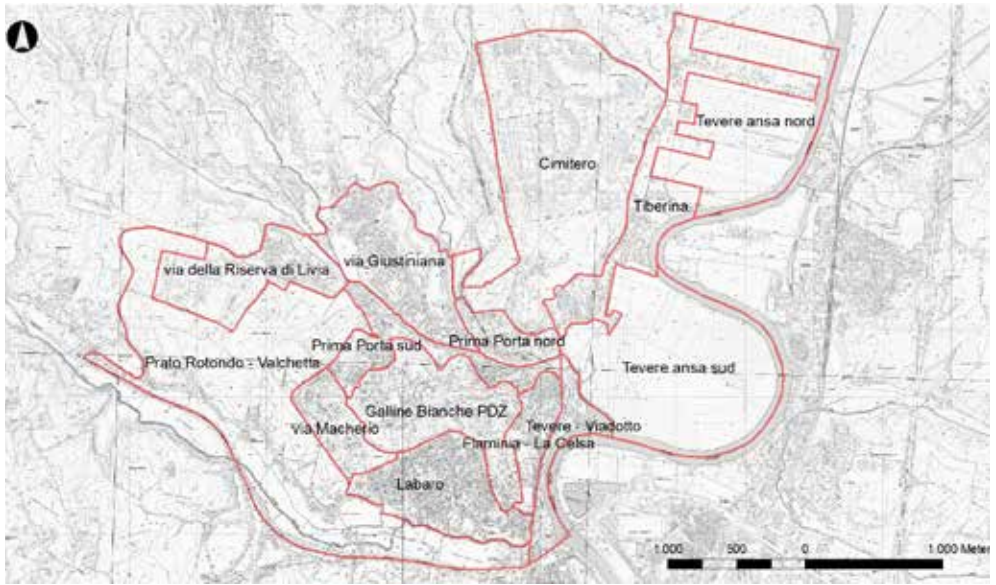 Tevere ansa nord
Cimitero
Tiberina
via Giustiniana
via della Riserva di Livia
Prima Porta sud
Prima Porta nord
Prato Rotondo - Valchetta
Tevere ansa sud
Galline Bianche PDZ
Via Macherio
Tevere - Viadotto
Flaminia - La Celsa
Labaro
1.000 500 0 1.000 Meter